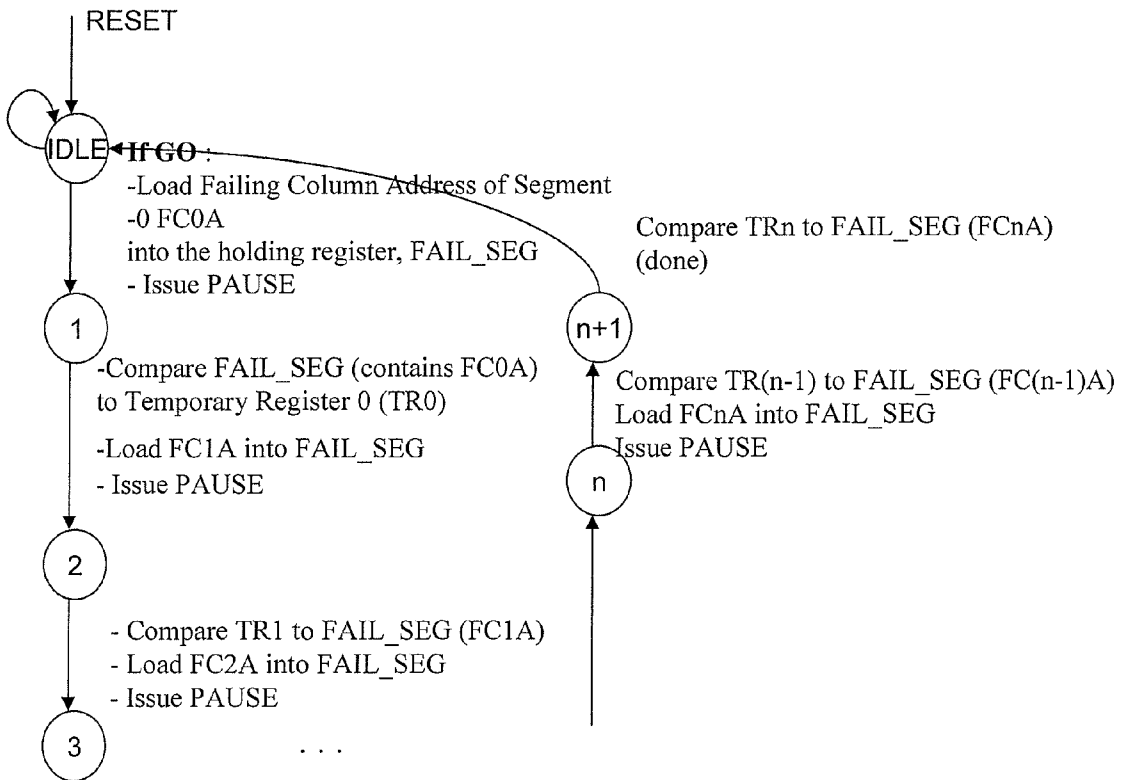 RESET
IDLE
If GO :
-Load Failing Column Address of Segment
-0 FC0A
into the holding register, FAIL_SEG
- Issue PAUSE
1
-Compare FAIL_SEG (contains FC0A)
to Temporary Register 0 (TR0)
-Load FC1A into FAIL_SEG
- Issue PAUSE
2
- Compare TR1 to FAIL_SEG (FC1A)
- Load FC2A into FAIL_SEG
- Issue PAUSE
3
. . .
Compare TRn to FAIL_SEG (FCnA)
(done)
n+1
Compare TR(n-1) to FAIL_SEG (FC(n-1)A)
Load FCnA into FAIL_SEG
Issue PAUSE
n